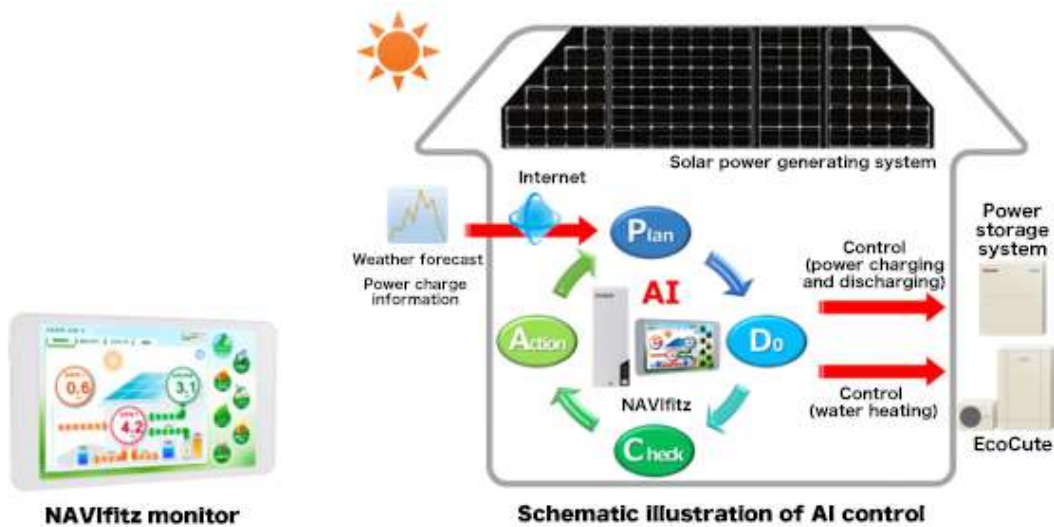 Solar power generating system
Internet
Plan
Weather forecast
Power charge
information
Power
storage
system
Control
(power charging
and discharging)
AI
Action
Do
NAVIfitz
Control
(water heating)
Check
EcoCute
0.6
3.1
4.2
NAVIfitz monitor
Schematic illustration of AI control